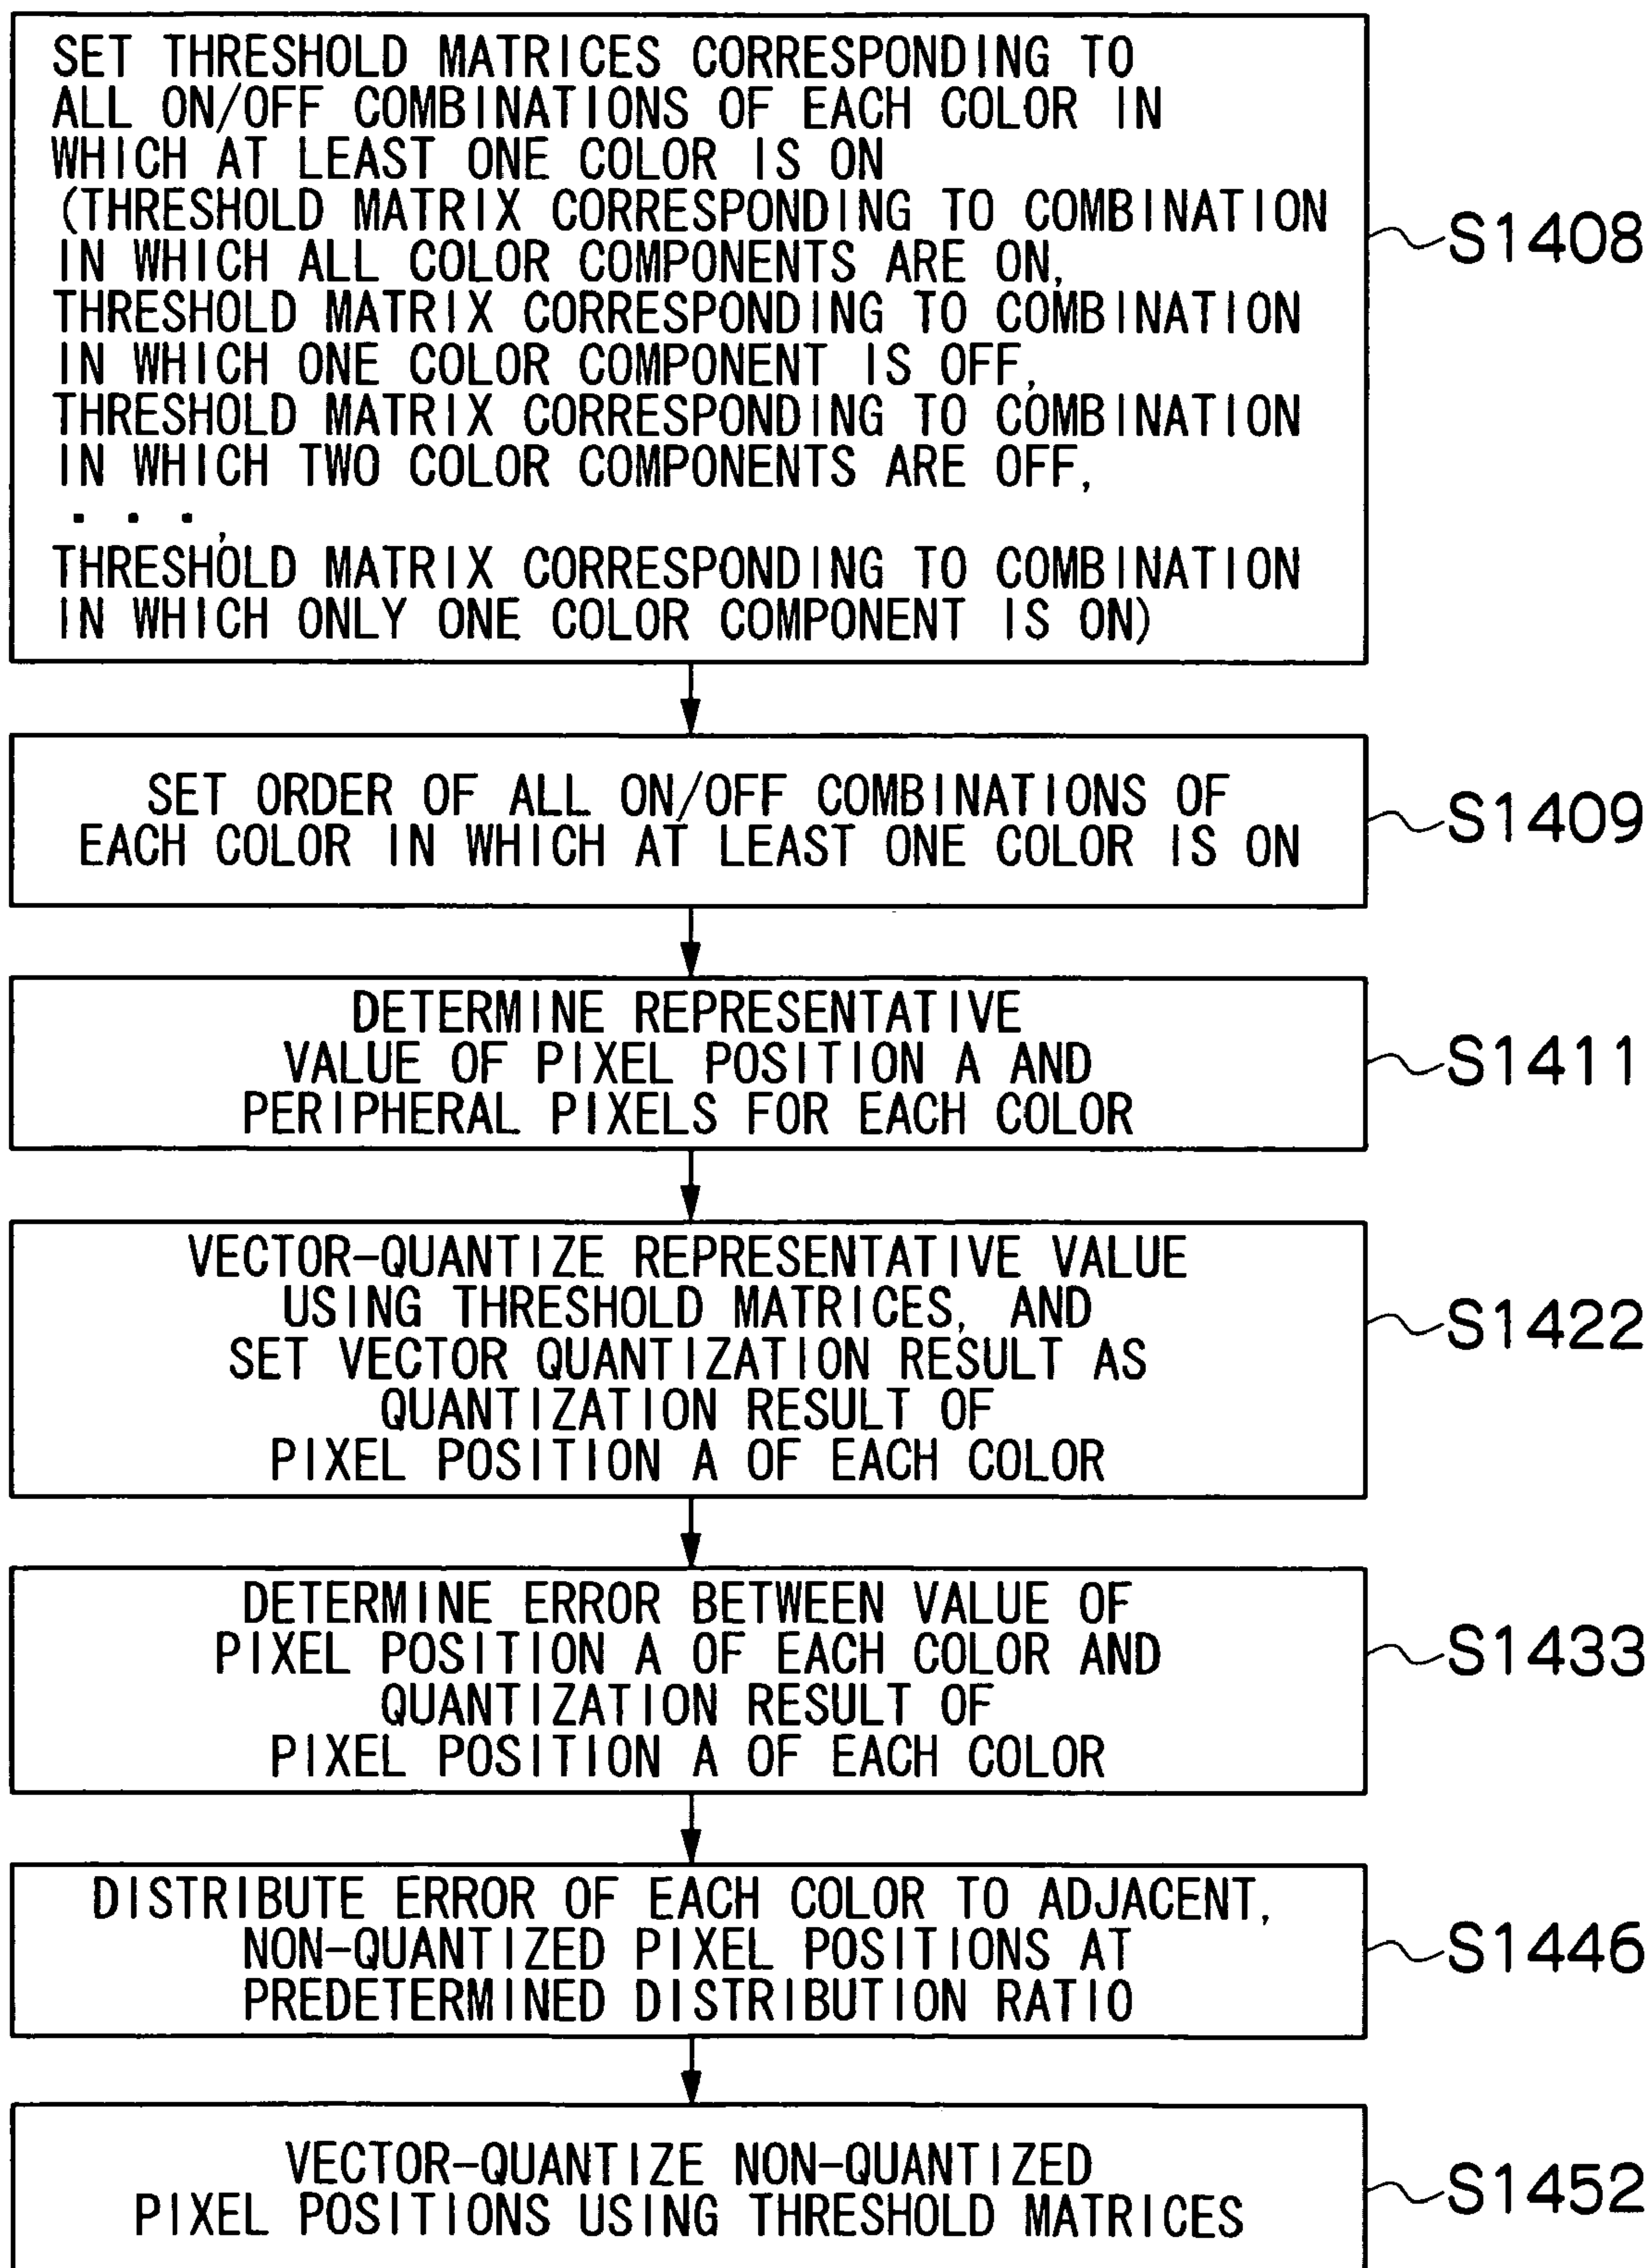 SET THRESHOLD MATRICES CORRESPONDING TO
ALL ON/OFF COMBINATIONS OF EACH COLOR IN
WHICH AT LEAST ONE COLOR IS ON
(THRESHOLD MATRIX CORRESPONDING TO COMBINATION
IN WHICH ALL COLOR COMPONENTS ARE ON,
THRESHOLD MATRIX CORRESPONDING TO COMBINATION
IN WHICH ONE COLOR COMPONENT IS OFF,
THRESHOLD MATRIX CORRESPONDING TO COMBINATION
IN WHICH TWO COLOR COMPONENTS ARE OFF,
. . . ,
THRESHOLD MATRIX CORRESPONDING TO COMBINATION
IN WHICH ONLY ONE COLOR COMPONENT IS ON)
S1408
SET ORDER OF ALL ON/OFF COMBINATIONS OF
EACH COLOR IN WHICH AT LEAST ONE COLOR IS ON
S1409
DETERMINE REPRESENTATIVE
VALUE OF PIXEL POSITION A AND
PERIPHERAL PIXELS FOR EACH COLOR
S1411
VECTOR-QUANTIZE REPRESENTATIVE VALUE
USING THRESHOLD MATRICES, AND
SET VECTOR QUANTIZATION RESULT AS
QUANTIZATION RESULT OF
PIXEL POSITION A OF EACH COLOR
S1422
DETERMINE ERROR BETWEEN VALUE OF
PIXEL POSITION A OF EACH COLOR AND
QUANTIZATION RESULT OF
PIXEL POSITION A OF EACH COLOR
S1433
DISTRIBUTE ERROR OF EACH COLOR TO ADJACENT,
NON-QUANTIZED PIXEL POSITIONS AT
PREDETERMINED DISTRIBUTION RATIO
S1446
VECTOR-QUANTIZE NON-QUANTIZED
PIXEL POSITIONS USING THRESHOLD MATRICES
S1452